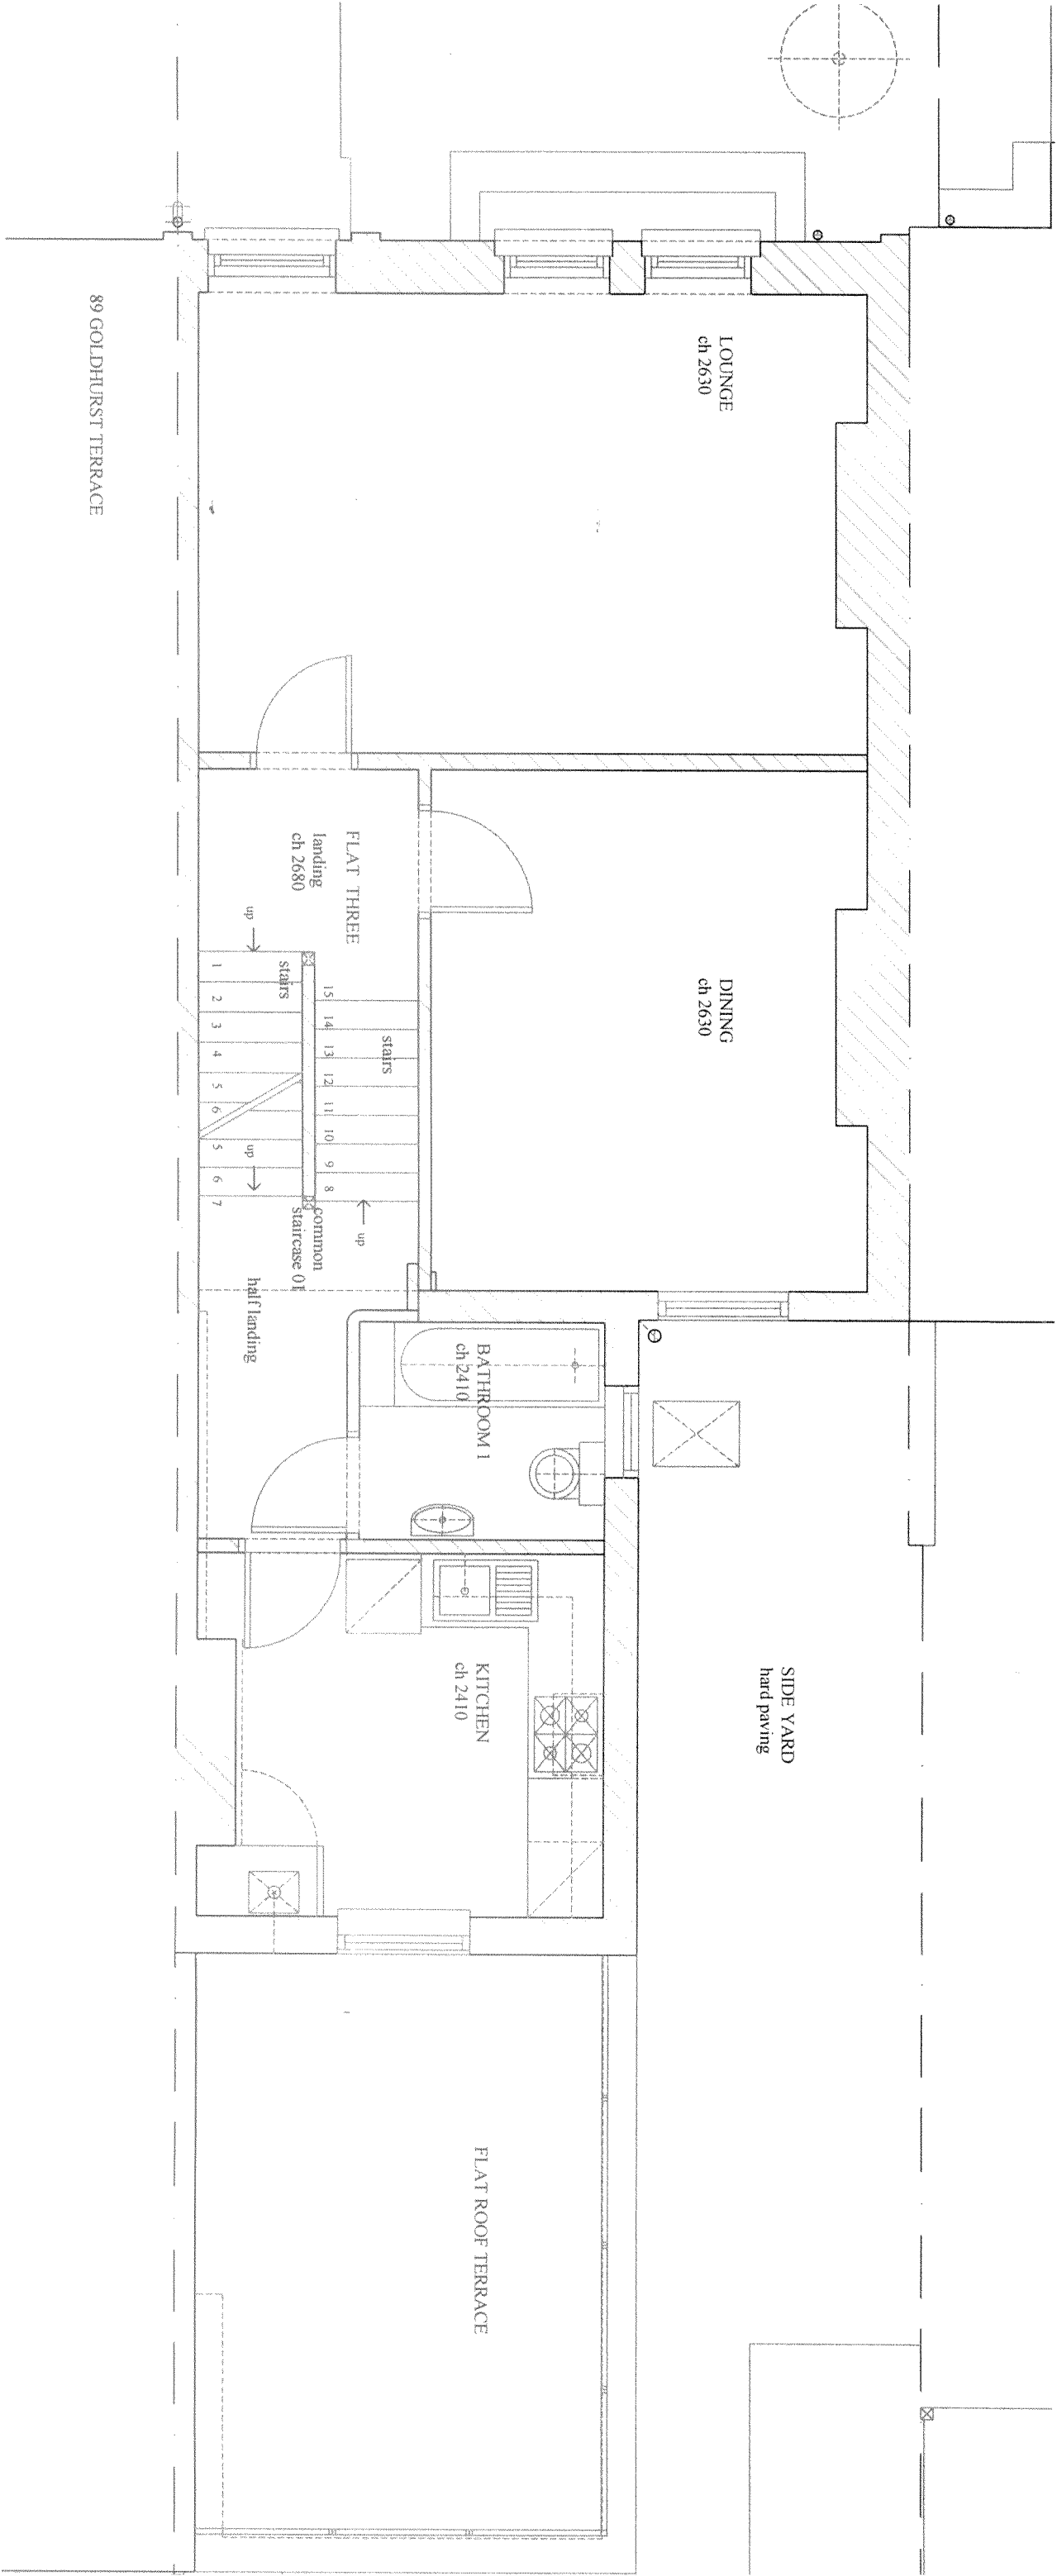 89 GOLDHURST TERRACE
LOUNGE
ch 2630
FLAT THREE
landing
ch 2680
up
stairs
1
2
3
4
5
6
5
6
7
up
15
14
13
12
11
10
9
8
stairs
up
common
staircase 01
half landing
DINING
ch 2630
BATHROOM 1
ch 2410
KITCHEN
ch 2410
SIDE YARD
hard paving
FLAT ROOF TERRACE